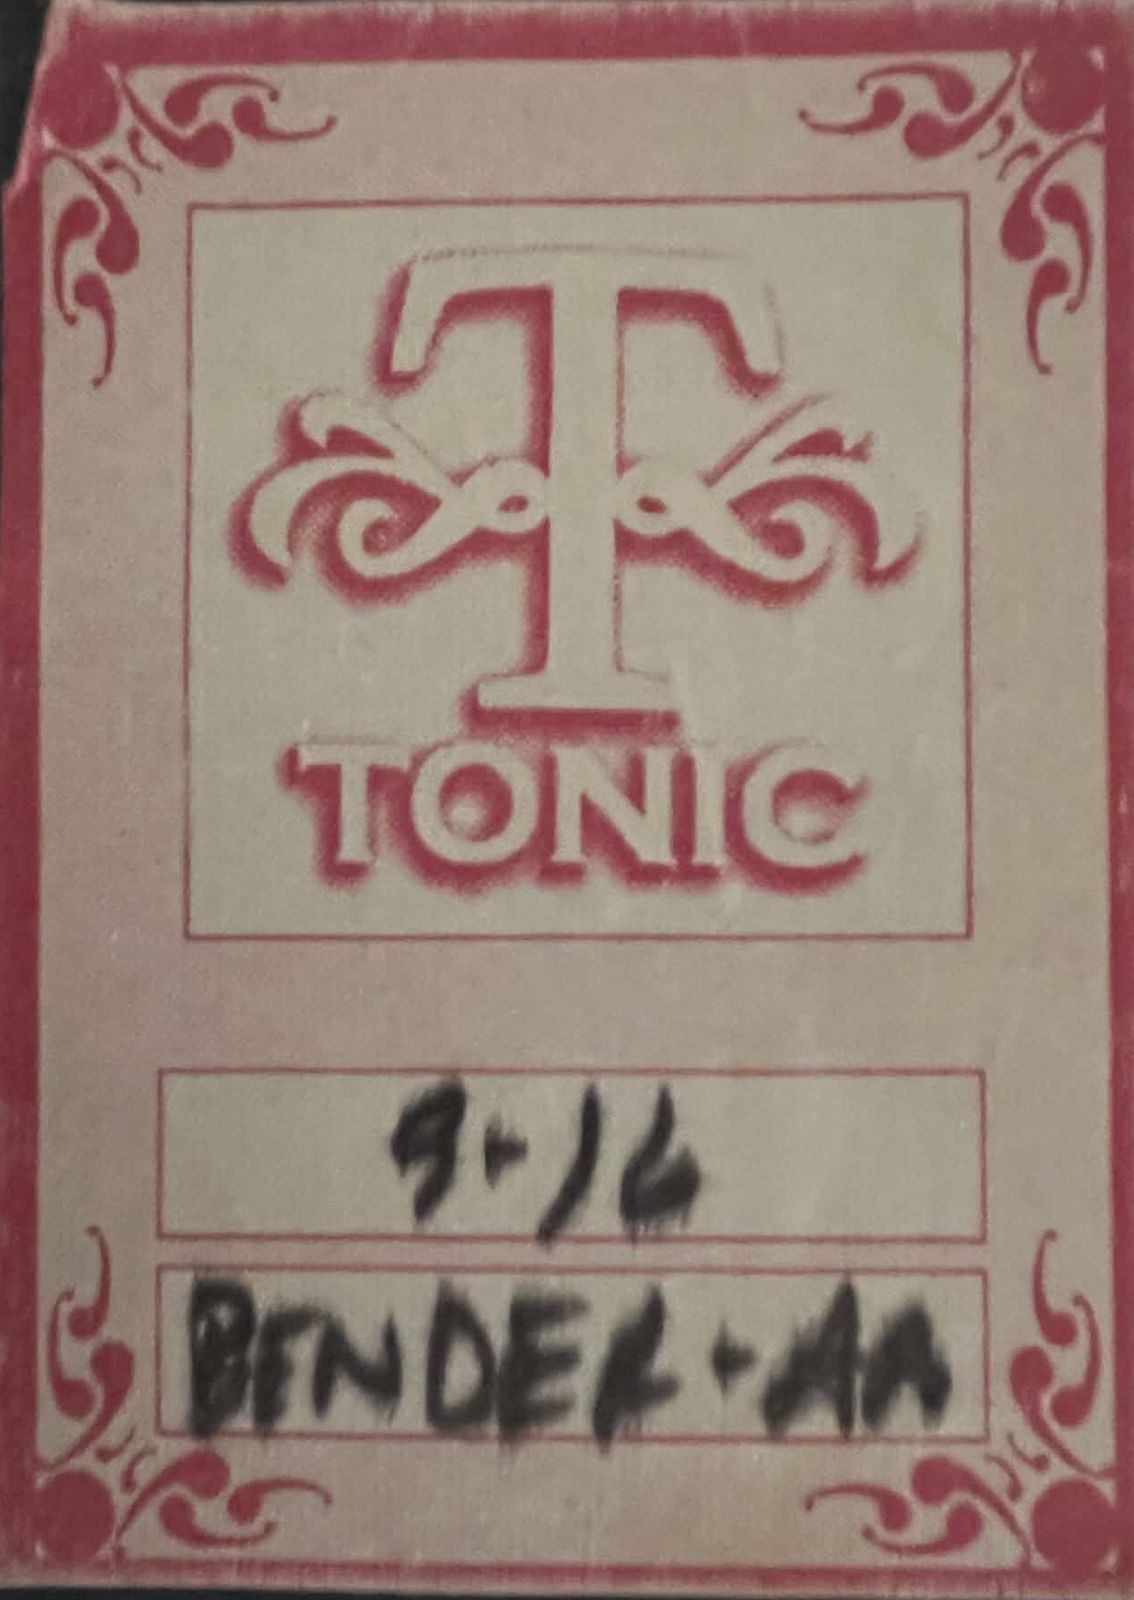 T
TONIC
9-16
BENDER-AA